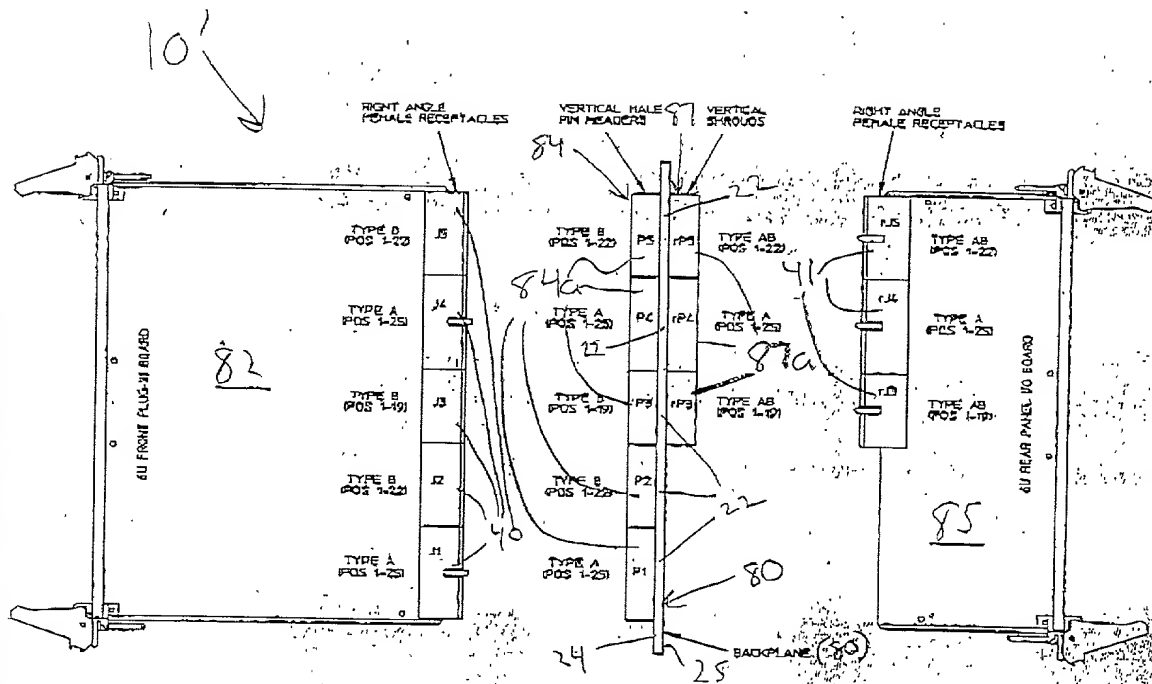 10'
RIGHT ANGLE
FEMALE RECEPTACLES
VERTICAL MALE
PIN HEADERS
87
VERTICAL
SHROUDS
RIGHT ANGLE
FEMALE RECEPTACLES
84
22
TYPE B
(POS 1-22)
J5
TYPE B
(POS 1-22)
P5
rP5
TYPE AB
(POS 1-22)
rJ5
TYPE AB
(POS 1-22)
84a
41
TYPE A
(POS 1-25)
J4
TYPE A
(POS 1-25)
P4
rP4
TYPE A
(POS 1-25)
rJ4
TYPE A
(POS 1-25)
22
87a
82
6U FRONT PLUG-IN BOARD
TYPE B
(POS 1-19)
J3
TYPE B
(POS 1-19)
P3
rP3
TYPE AB
(POS 1-19)
rJ3
TYPE AB
(POS 1-19)
6U REAR PANEL I/O BOARD
TYPE B
(POS 1-22)
J2
TYPE B
(POS 1-22)
P2
22
40
85
TYPE A
(POS 1-25)
J1
TYPE A
(POS 1-25)
P1
80
24
25
BACKPLANE (80)